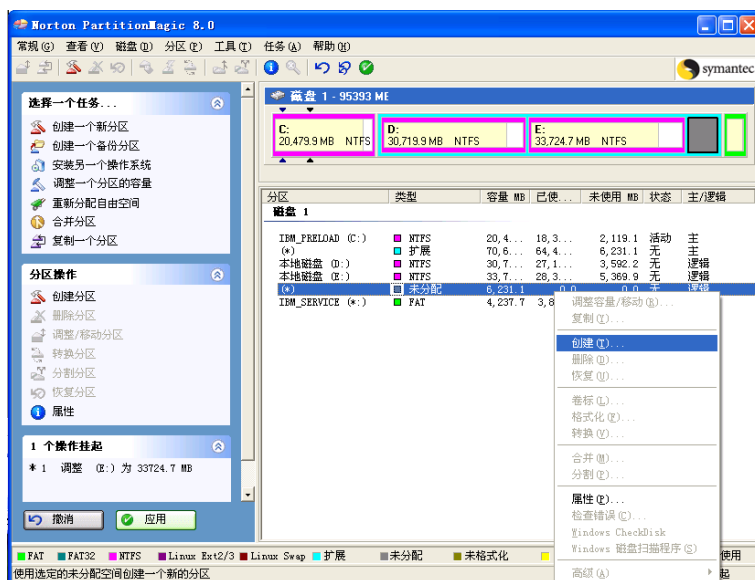 Norton PartitionMagic 8.0
常规(G) 查看(V) 磁盘(D) 分区(P) 工具(T) 任务(A) 帮助(H)
symantec
选择一个任务...
创建一个新分区
创建一个备份分区
安装另一个操作系统
调整一个分区的容量
重新分配自由空间
合并分区
复制一个分区
分区操作
创建分区
删除分区
调整/移动分区
转换分区
分割分区
恢复分区
属性
1 个操作挂起
* 1 调整 (E:) 为 33724.7 MB
撤消 应用
磁盘 1 - 95393 ME
C: D: E:
20,479.9 MB NTFS 30,719.9 MB NTFS 33,724.7 MB NTFS
分区 类型 容量 MB 已使... 未使用 MB 状态 主/逻辑
磁盘 1
IBM_PRELOAD (C:) NTFS 20,4... 18,3... 2,119.1 活动 主
(*) 扩展 70,6... 64,4... 6,231.1 无 主
本地磁盘 (D:) NTFS 30,7... 27,1... 3,592.2 无 逻辑
本地磁盘 (E:) NTFS 33,7... 28,3... 5,369.9 无 逻辑
(*) 未分配 6,231.1 0.0 0.0 无 逻辑
IBM_SERVICE (*:) FAT 4,237.7 3,8
调整容量/移动(R)...
复制(Y)...
创建(T)...
删除(D)...
恢复(U)...
卷标(L)...
格式化(F)...
转换(V)...
合并(M)...
分割(P)...
属性(P)...
检查错误(C)...
Windows CheckDisk
Windows 磁盘扫描程序(S)
高级(A)
FAT FAT32 NTFS Linux Ext2/3 Linux Swap 扩展 未分配 未格式化 使用
使用选定的未分配空间创建一个新的分区 起